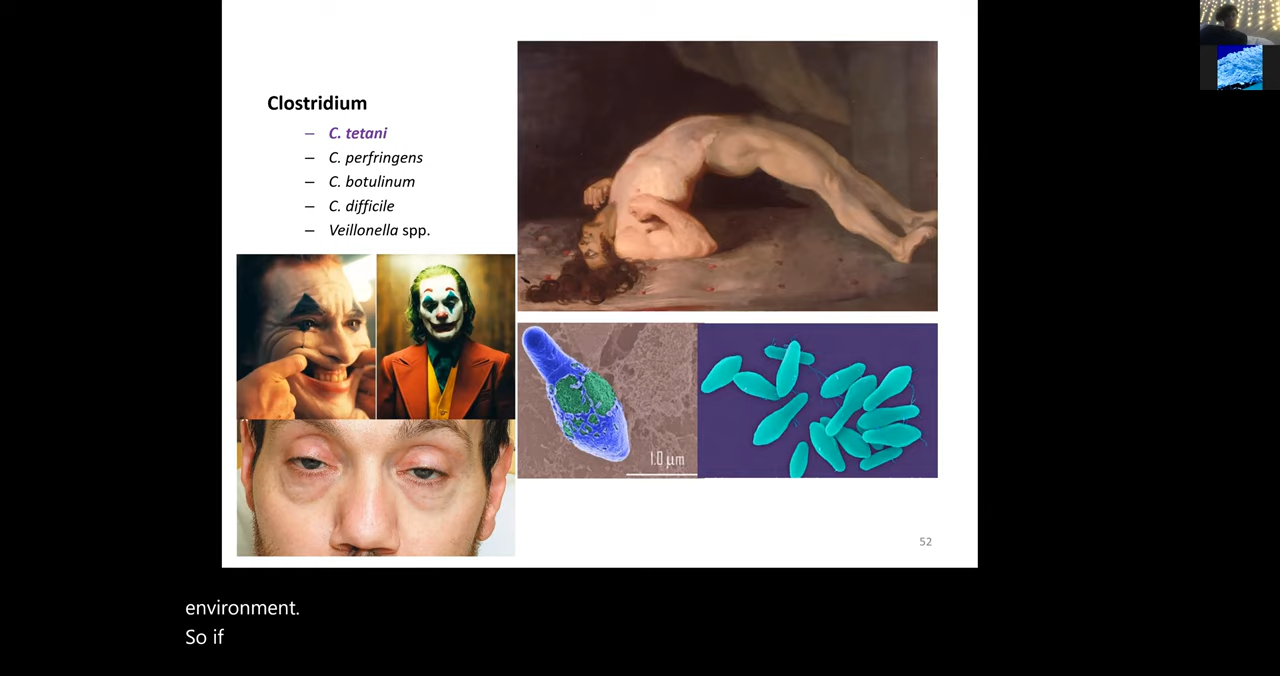 Clostridium
– C. tetani
– C. perfringens
– C. botulinum
– C. difficile
– Veillonella spp.
1.0 μm
52
environment.
So if